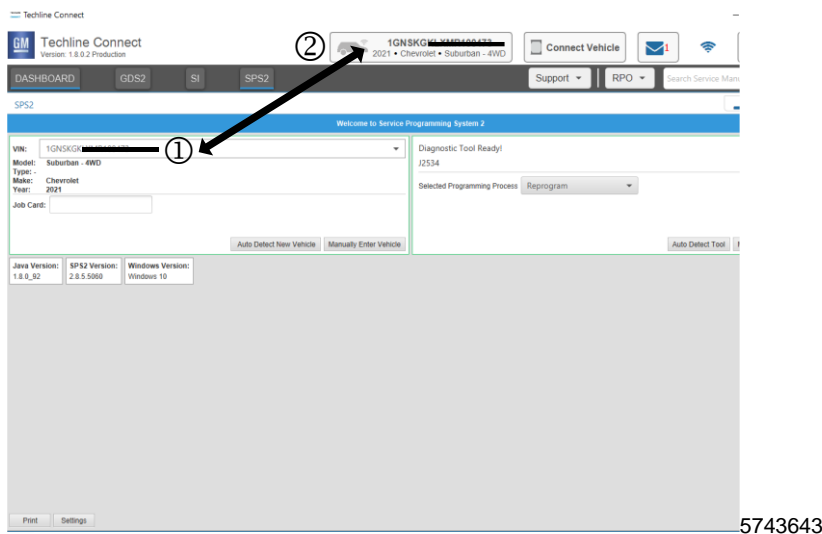 Techline Connect
GM Techline Connect
Version: 1.8.0.2 Production
②
1GNSKGKLXMR100473
2021 • Chevrolet • Suburban - 4WD
Connect Vehicle
1
DASHBOARD GDS2 SI SPS2
Support RPO Search Service Man
SPS2
Welcome to Service Programming System 2
VIN: 1GNSKGK
①
Model: Suburban - 4WD
Type: -
Make: Chevrolet
Year: 2021
Job Card:
Auto Detect New Vehicle Manually Enter Vehicle
Diagnostic Tool Ready!
J2534
Selected Programming Process Reprogram
Auto Detect Tool
Java Version:
1.8.0_92
SPS2 Version:
2.8.5.5060
Windows Version:
Windows 10
Print Settings
5743643